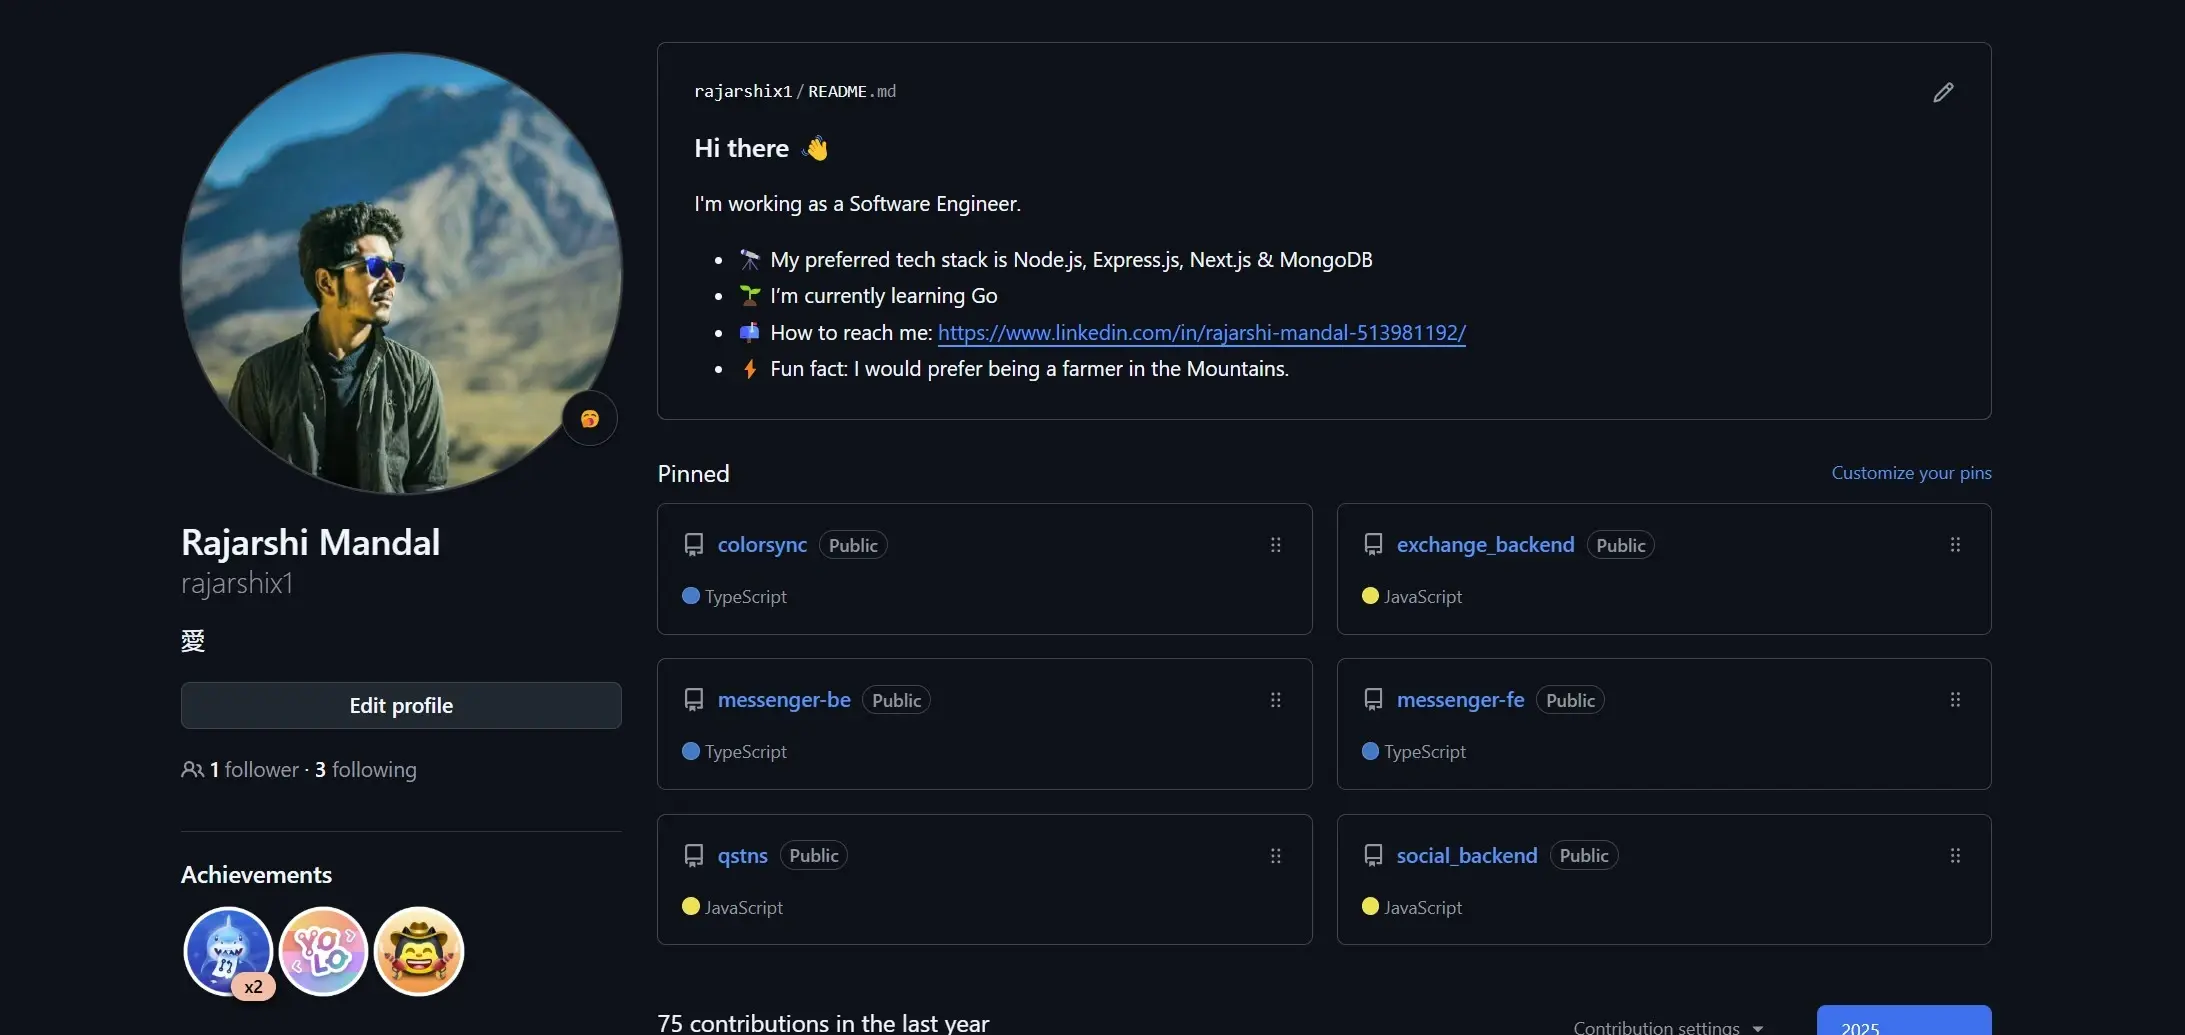 rajarshix1/README.md
Hi there 👋
I'm working as a Software Engineer.
🔭 My preferred tech stack is Node.js, Express.js, Next.js & MongoDB
🌱 I’m currently learning Go
📫 How to reach me: https://www.linkedin.com/in/rajarshi-mandal-513981192/
⚡ Fun fact: I would prefer being a farmer in the Mountains.
Rajarshi Mandal
rajarshix1
愛
Edit profile
1 follower · 3 following
Achievements
x2
YOLO
Pinned
Customize your pins
colorsync Public
TypeScript
exchange_backend Public
JavaScript
messenger-be Public
TypeScript
messenger-fe Public
TypeScript
qstns Public
JavaScript
social_backend Public
JavaScript
75 contributions in the last year
Contribution settings
2025